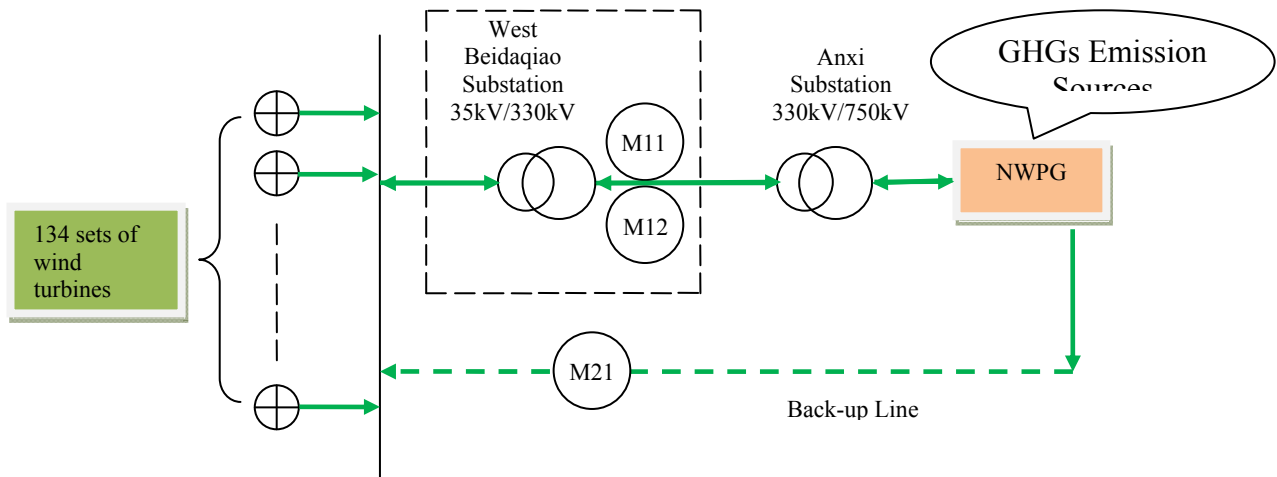 West
Beidaqiao
Substation
35kV/330kV
Anxi
Substation
330kV/750kV
GHGs Emission
Sources
M11
M12
NWPG
134 sets of
wind
turbines
M21
Back-up Line